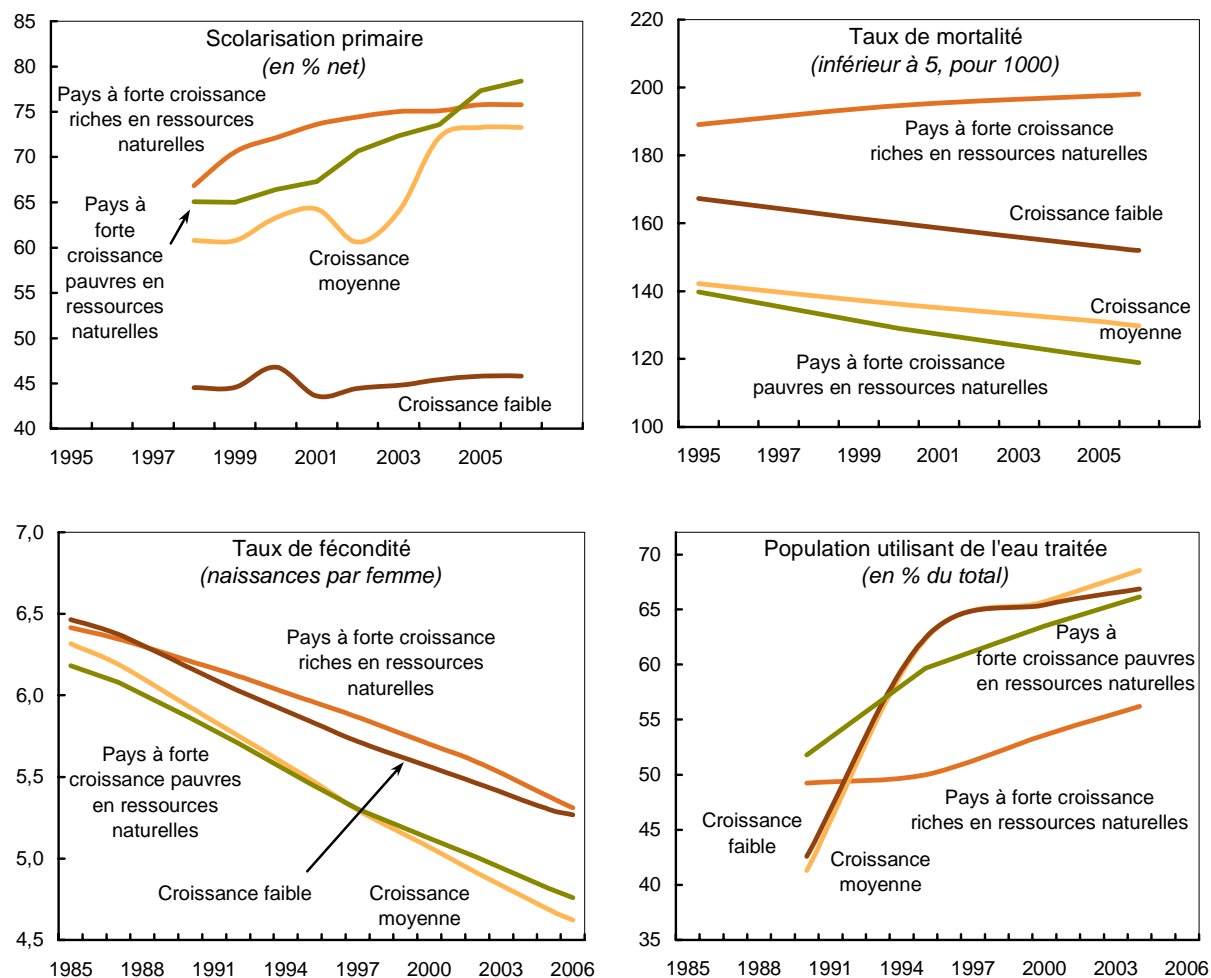 Scolarisation primaire
(en % net)
85
80
75
70
65
60
55
50
45
40
Pays à forte croissance
riches en ressources
naturelles
Pays à
forte
croissance
pauvres en
ressources
naturelles
Croissance
moyenne
Croissance faible
1995 1997 1999 2001 2003 2005
Taux de mortalité
(inférieur à 5, pour 1000)
220
200
180
160
140
120
100
Pays à forte croissance
riches en ressources naturelles
Croissance faible
Croissance
moyenne
Pays à forte croissance
pauvres en ressources naturelles
1995 1997 1999 2001 2003 2005
Taux de fécondité
(naissances par femme)
7,0
6,5
6,0
5,5
5,0
4,5
Pays à forte croissance
riches en ressources
naturelles
Pays à forte
croissance pauvres
en ressources
naturelles
Croissance faible
Croissance
moyenne
1985 1988 1991 1994 1997 2000 2003 2006
Population utilisant de l'eau traitée
(en % du total)
70
65
60
55
50
45
40
35
Pays à
forte croissance pauvres
en ressources naturelles
Pays à forte croissance
riches en ressources naturelles
Croissance
faible
Croissance
moyenne
1985 1988 1991 1994 1997 2000 2003 2006